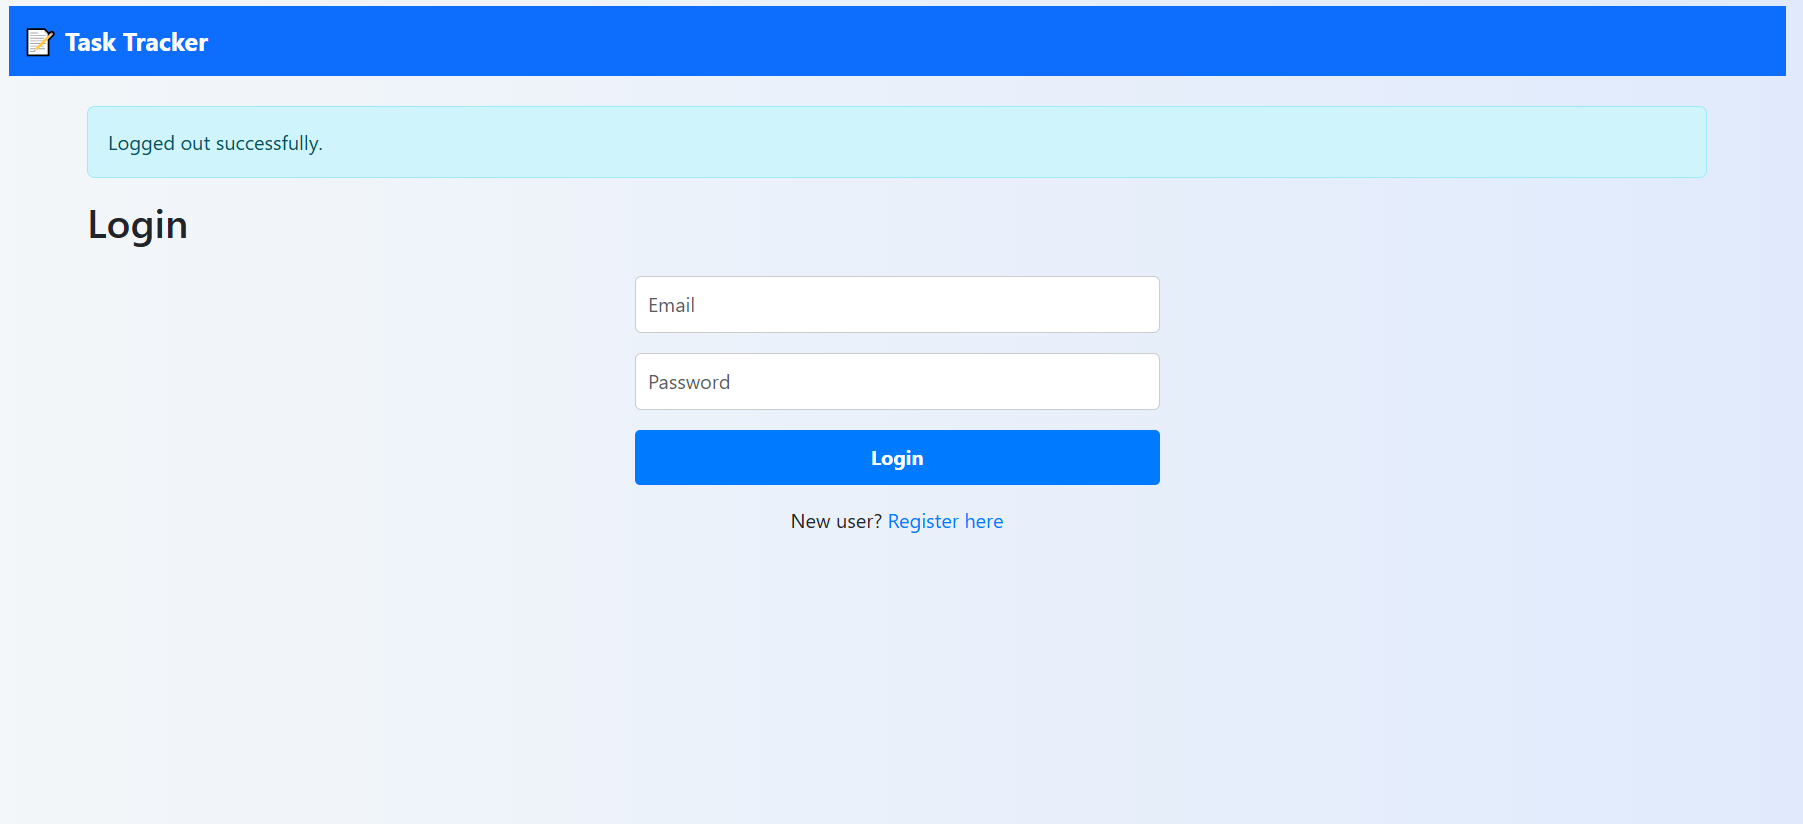 Task Tracker
Logged out successfully.
Login
Email
Password
Login
New user? Register here